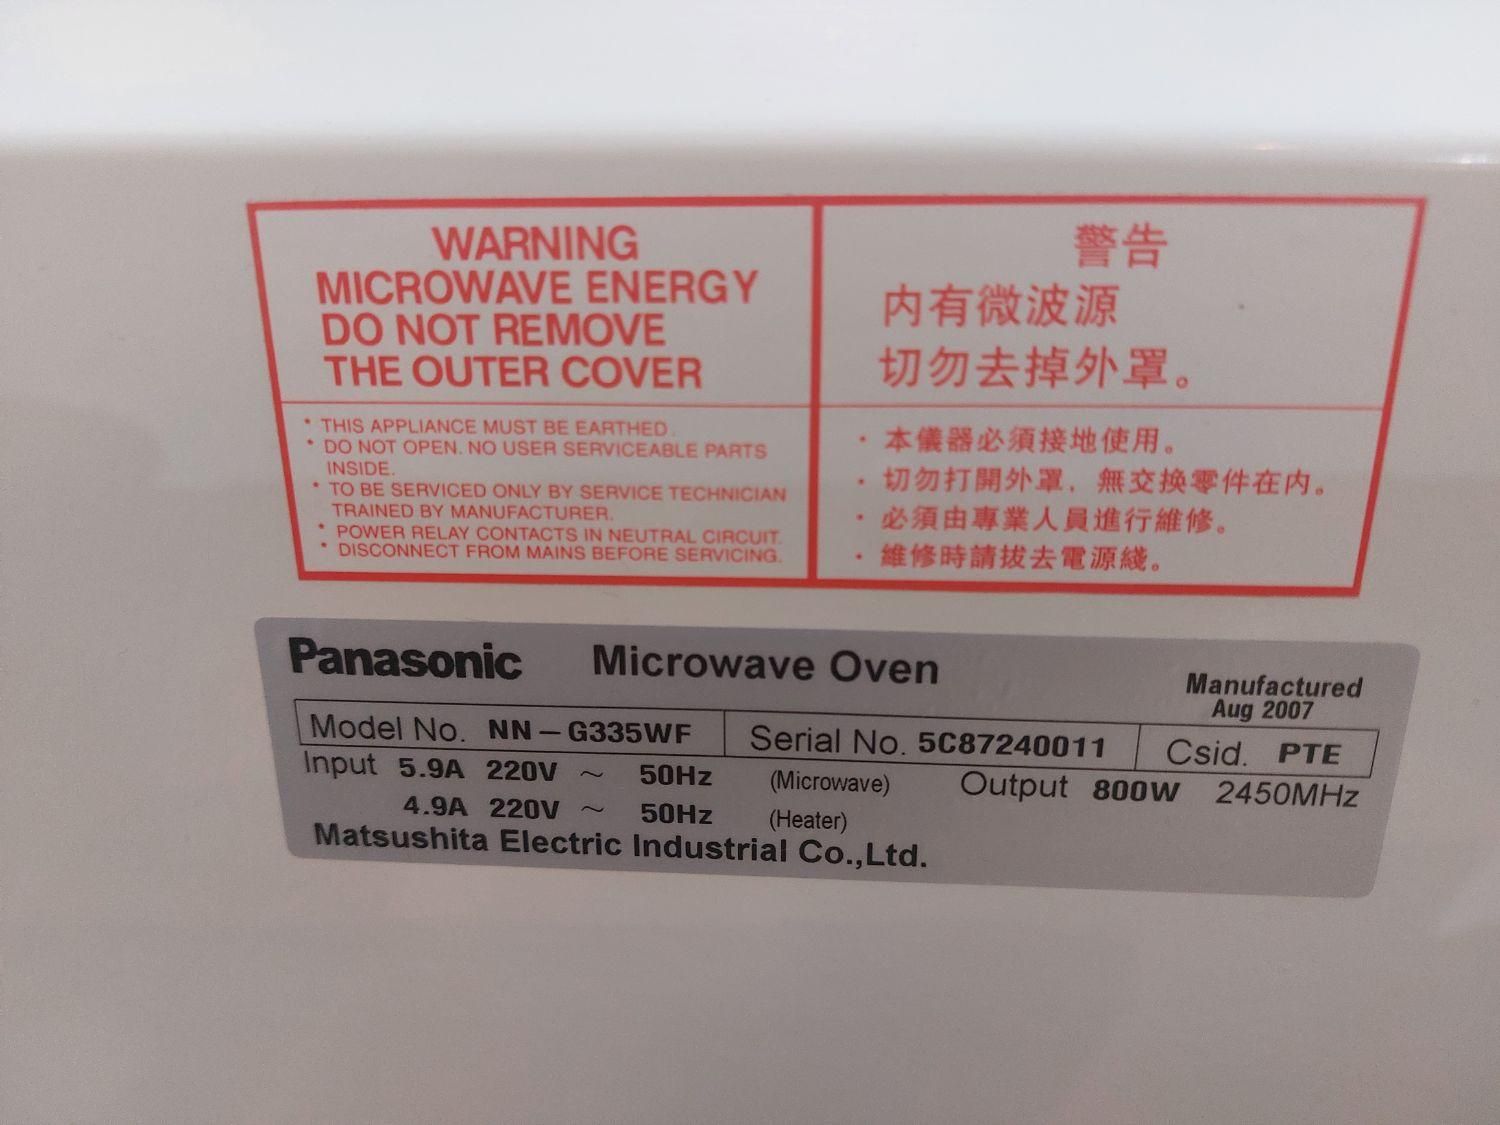 WARNING
MICROWAVE ENERGY
DO NOT REMOVE
THE OUTER COVER
* THIS APPLIANCE MUST BE EARTHED.
* DO NOT OPEN. NO USER SERVICEABLE PARTS
INSIDE.
* TO BE SERVICED ONLY BY SERVICE TECHNICIAN
TRAINED BY MANUFACTURER.
* POWER RELAY CONTACTS IN NEUTRAL CIRCUIT.
* DISCONNECT FROM MAINS BEFORE SERVICING.
警告
内有微波源
切勿去掉外罩。
· 本儀器必須接地使用。
· 切勿打開外罩．無交换零件在内。
· 必須由專業人員進行維修。
· 維修時請拔去電源綫。
Panasonic Microwave Oven
Manufactured
Aug 2007
Model No. NN-G335WF Serial No. 5C87240011 Csid. PTE
Input 5.9A 220V ~ 50Hz (Microwave) Output 800W 2450MHz
4.9A 220V ~ 50Hz (Heater)
Matsushita Electric Industrial Co.,Ltd.